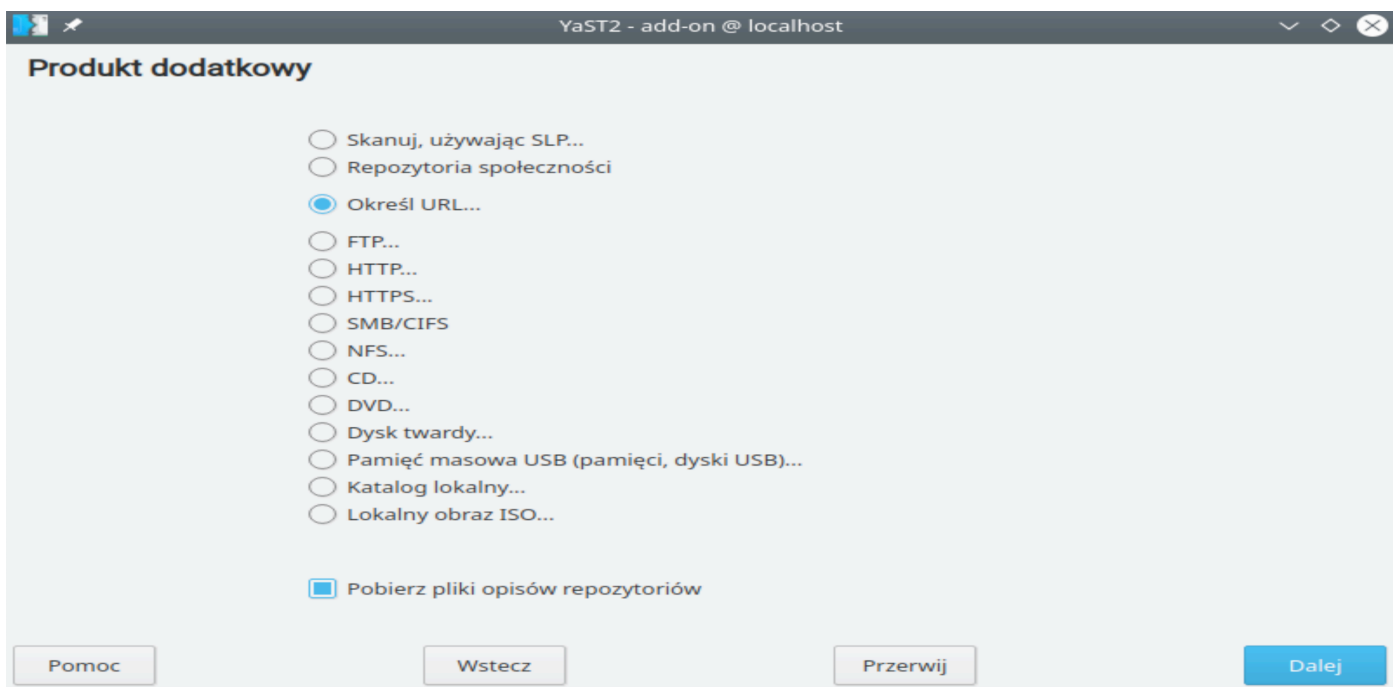 YaST2 - add-on @ localhost
Produkt dodatkowy
Skanuj, używając SLP...
Repozytoria społeczności
Określ URL...
FTP...
HTTP...
HTTPS...
SMB/CIFS
NFS...
CD...
DVD...
Dysk twardy...
Pamięć masowa USB (pamięci, dyski USB)...
Katalog lokalny...
Lokalny obraz ISO...
Pobierz pliki opisów repozytoriów
Pomoc Wstecz Przerwij Dalej